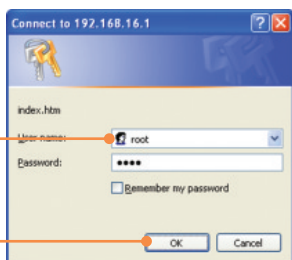 Connect to 192.168.16.1
index.htm
User name:
root
Password:
••••
Remember my password
OK
Cancel